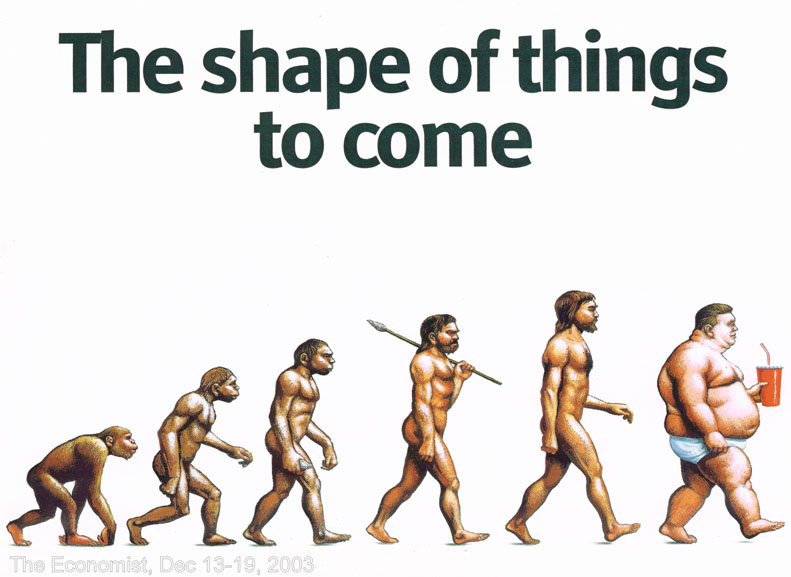 The shape of things
to come
The Economist, Dec 13-19, 2003